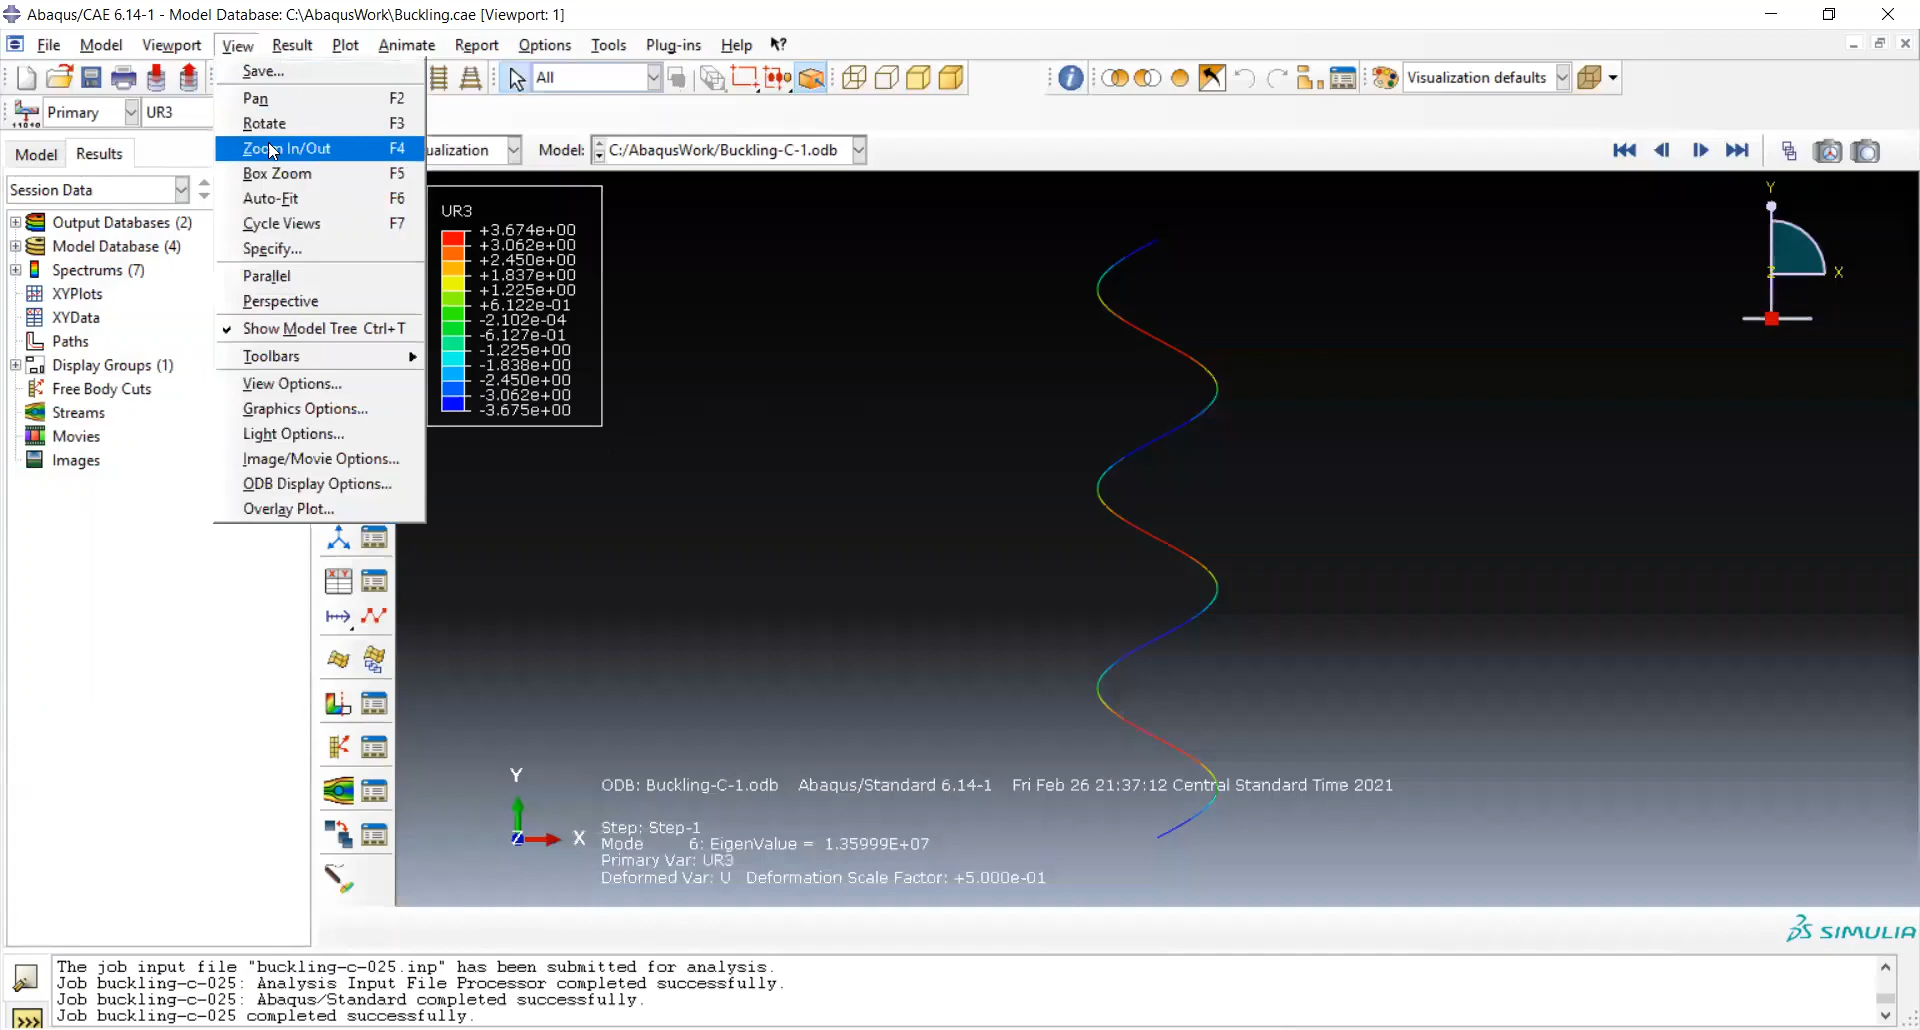 Abaqus/CAE 6.14-1 - Model Database: C:\AbaqusWork\Buckling.cae [Viewport: 1]
File Model Viewport View Result Plot Animate Report Options Tools Plug-ins Help
Save...
All
Visualization defaults
Pan F2
Primary
UR3
Rotate F3
Zoom In/Out F4
ualization
Model: C:/AbaqusWork/Buckling-C-1.odb
Model Results
Box Zoom F5
Session Data
Auto-Fit F6
Cycle Views F7
Specify...
Parallel
Perspective
Show Model Tree Ctrl+T
Toolbars
View Options...
Graphics Options...
Light Options...
Image/Movie Options...
ODB Display Options...
Overlay Plot...
Output Databases (2)
Model Database (4)
Spectrums (7)
XYPlots
XYData
Paths
Display Groups (1)
Free Body Cuts
Streams
Movies
Images
UR3
+3.674e+00
+3.062e+00
+2.450e+00
+1.837e+00
+1.225e+00
+6.122e-01
-2.102e-04
-6.127e-01
-1.225e+00
-1.838e+00
-2.450e+00
-3.062e+00
-3.675e+00
Y
Z X
X Y
Y
Z X
ODB: Buckling-C-1.odb Abaqus/Standard 6.14-1 Fri Feb 26 21:37:12 Central Standard Time 2021
Step: Step-1
Mode 6: EigenValue = 1.35999E+07
Primary Var: UR3
Deformed Var: U Deformation Scale Factor: +5.000e-01
SIMULIA
The job input file "buckling-c-025.inp" has been submitted for analysis.
Job buckling-c-025: Analysis Input File Processor completed successfully.
Job buckling-c-025: Abaqus/Standard completed successfully.
Job buckling-c-025 completed successfully.
>>>